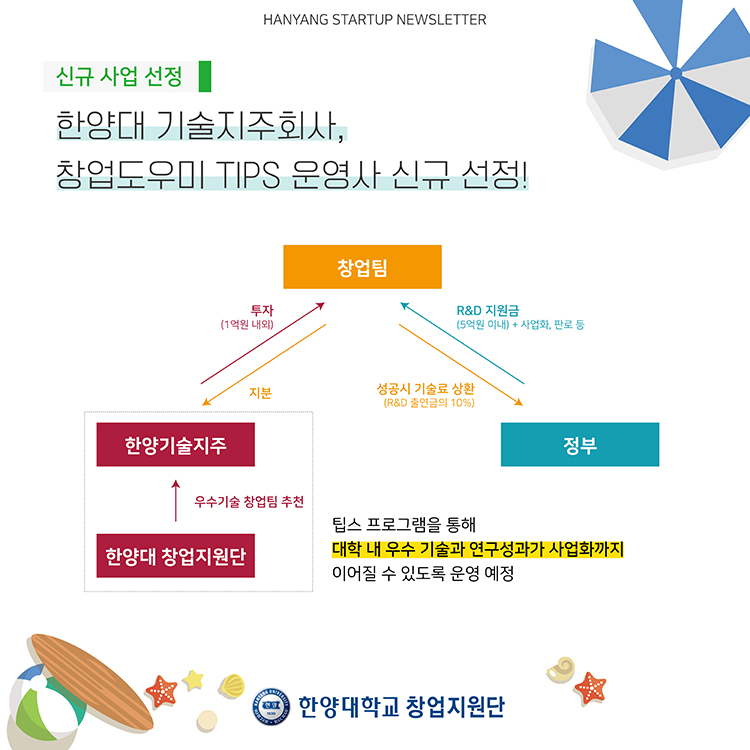 HANYANG STARTUP NEWSLETTER
신규 사업 선정
한양대 기술지주회사,
창업도우미 TIPS 운영사 신규 선정!
창업팀
투자
(1억원 내외)
R&D 지원금
(5억원 이내) + 사업화, 판로 등
지분
성공시 기술료 상환
(R&D 출연금의 10%)
한양기술지주
정부
우수기술 창업팀 추천
한양대 창업지원단
팁스 프로그램을 통해
대학 내 우수 기술과 연구성과가 사업화까지
이어질 수 있도록 운영 예정
한양대학교 창업지원단